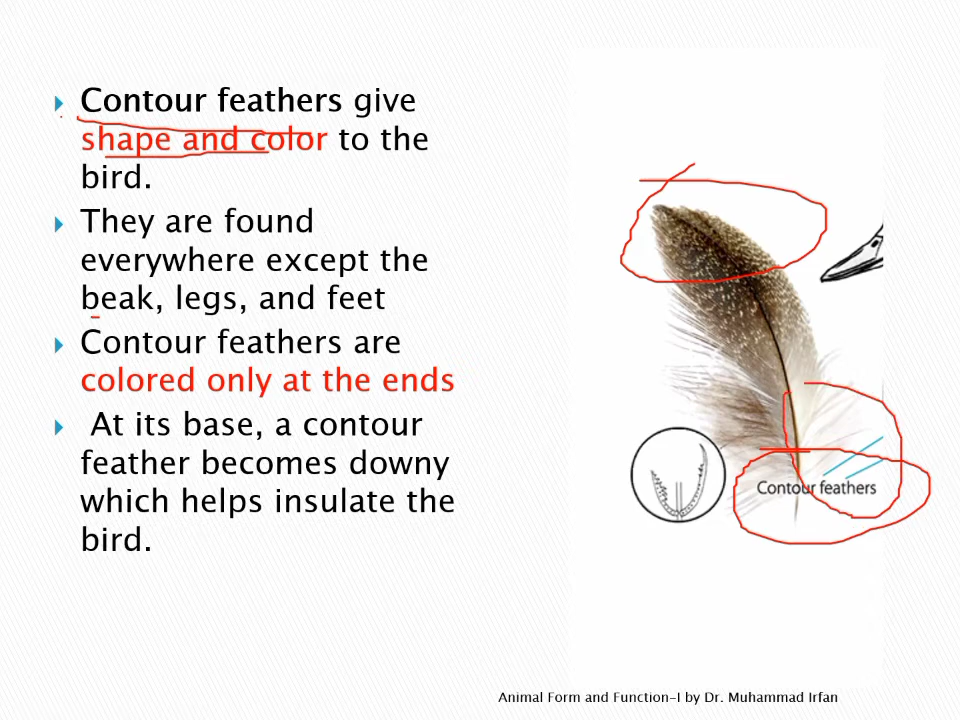 Contour feathers give
shape and color to the
bird.
They are found
everywhere except the
beak, legs, and feet
Contour feathers are
colored only at the ends
At its base, a contour
feather becomes downy
which helps insulate the
bird.
Contour feathers
Animal Form and Function-I by Dr. Muhammad Irfan